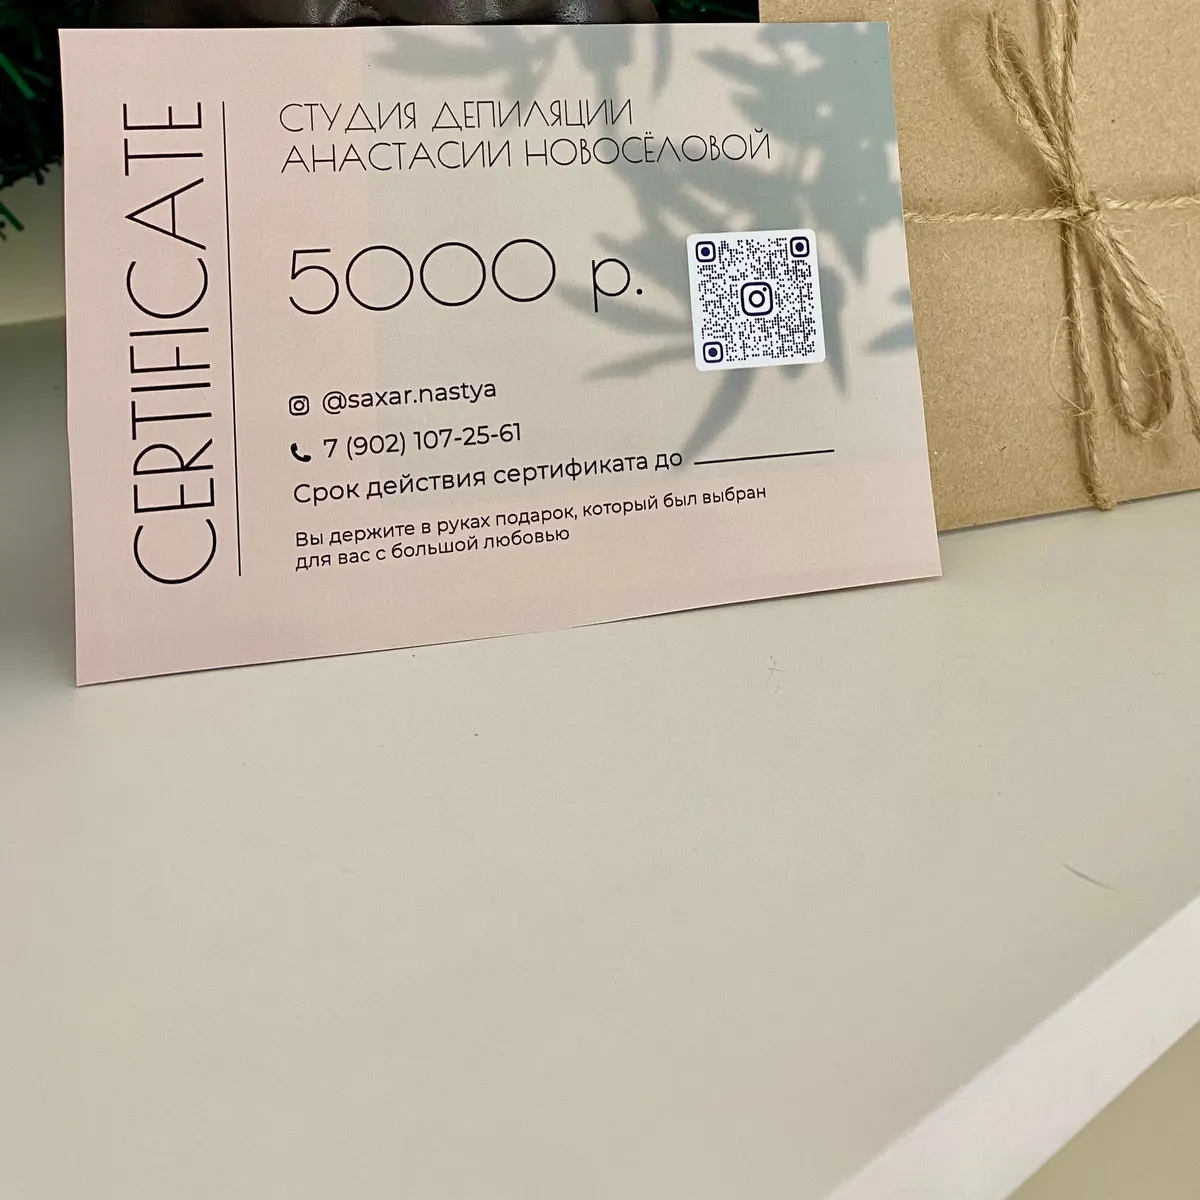 CERTIFICATE
СТУДИЯ ДЕПИЛЯЦИИ
АНАСТАСИИ НОВОСЁЛОВОЙ
5000 р.
@saxar.nastya
7 (902) 107-25-61
Срок действия сертификата до
Вы держите в руках подарок, который был выбран
для вас с большой любовью